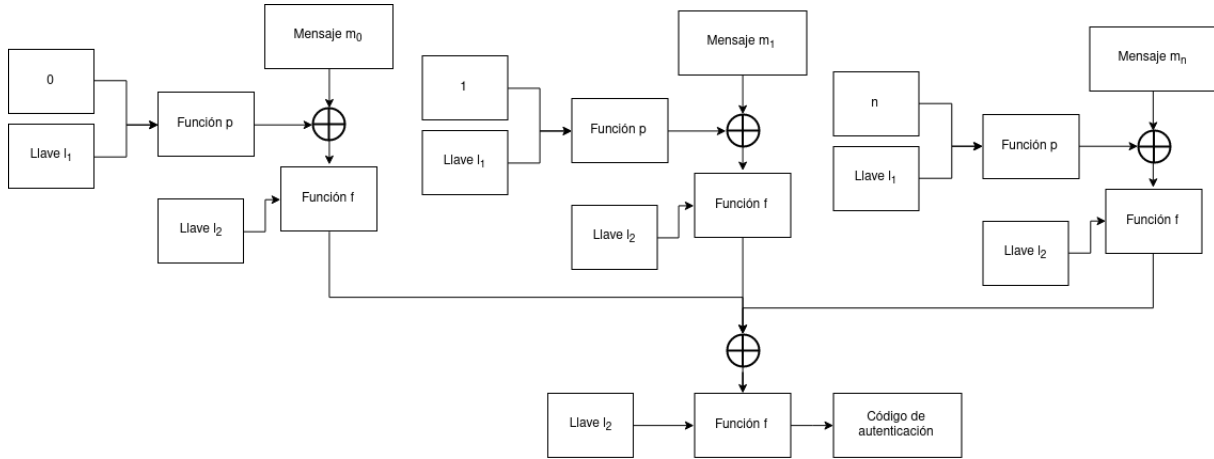 Mensaje m₀
0
Función p
Llave l₁
Función f
Llave l₂
Mensaje m₁
1
Función p
Llave l₁
Función f
Llave l₂
Mensaje mₙ
n
Función p
Llave l₁
Función f
Llave l₂
Llave l₂
Función f
Código de
autenticación